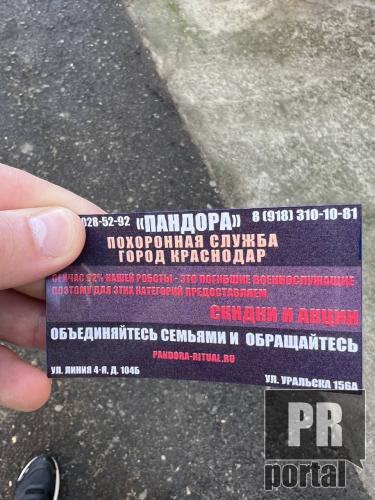 028-52-92 «ПАНДОРА» 8 (918) 310-10-81
ПОХОРОННАЯ СЛУЖБА
ГОРОД КРАСНОДАР
СЕЙЧАС 92% НАШЕЙ РОБОТЫ - ЭТО ПОГИБШИЕ ВОЕННОСЛУЖАЩИЕ
ПОЭТОМУ ДЛЯ ЭТИХ КАТЕГОРИЙ ПРЕДОСТАВЛЯЕМ
СКИДКИ И АКЦИИ
ОБЪЕДИНЯЙТЕСЬ СЕМЬЯМИ И ОБРАЩАЙТЕСЬ
PANDORA-RITUAL.RU
УЛ. ЛИНИЯ 4-Я, Д. 104Б
УЛ. УРАЛЬСКА 156А
PR
portal